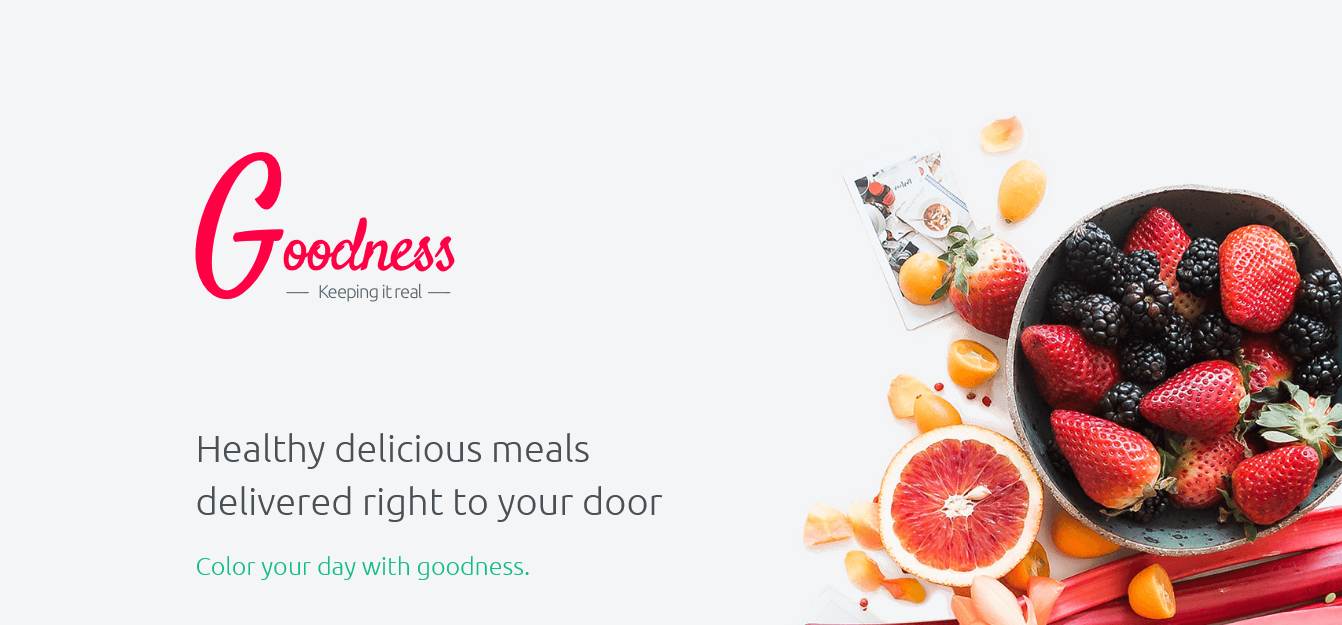 Goodness
— Keeping it real —
Healthy delicious meals
delivered right to your door
Color your day with goodness.